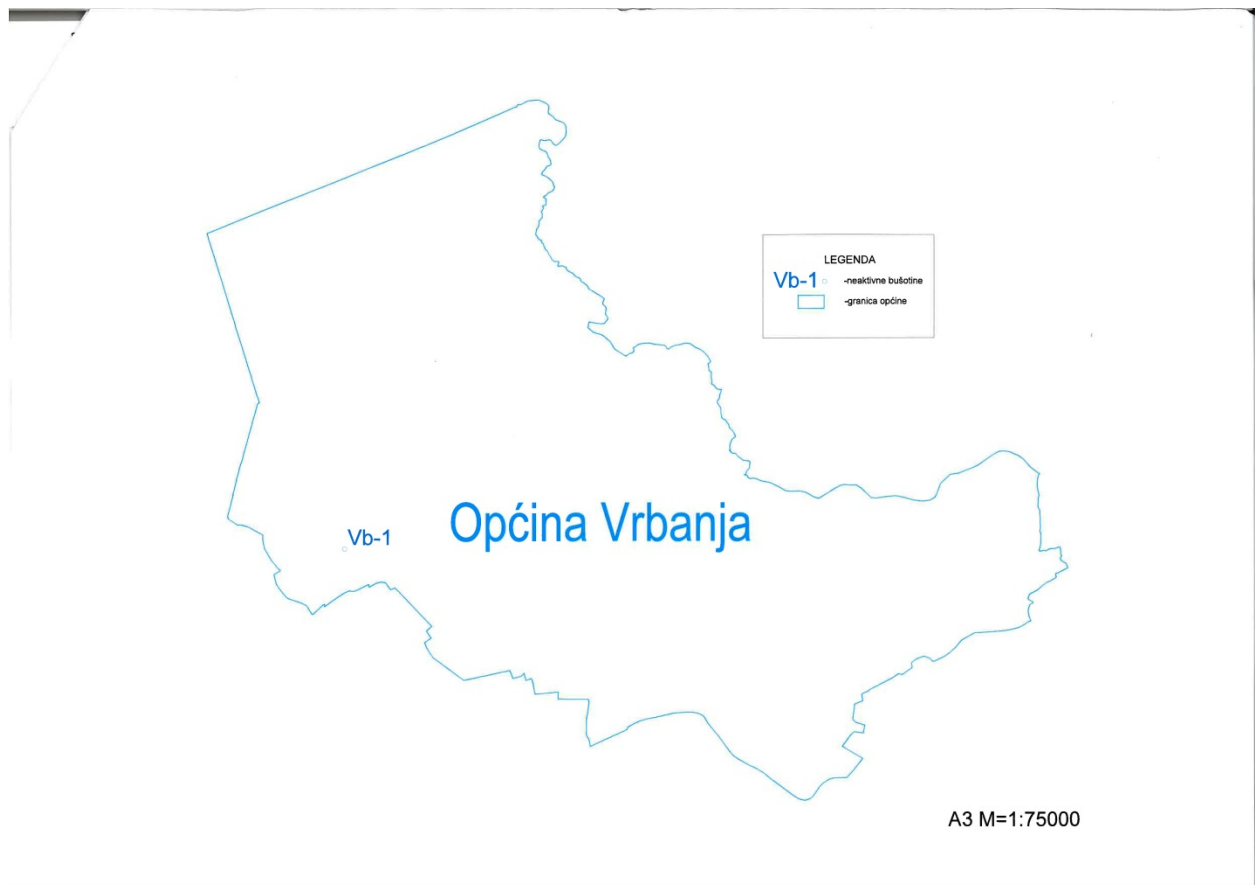 LEGENDA
Vb-1 -neaktivne bušotine
-granica općine
Općina Vrbanja
Vb-1
A3 M=1:75000